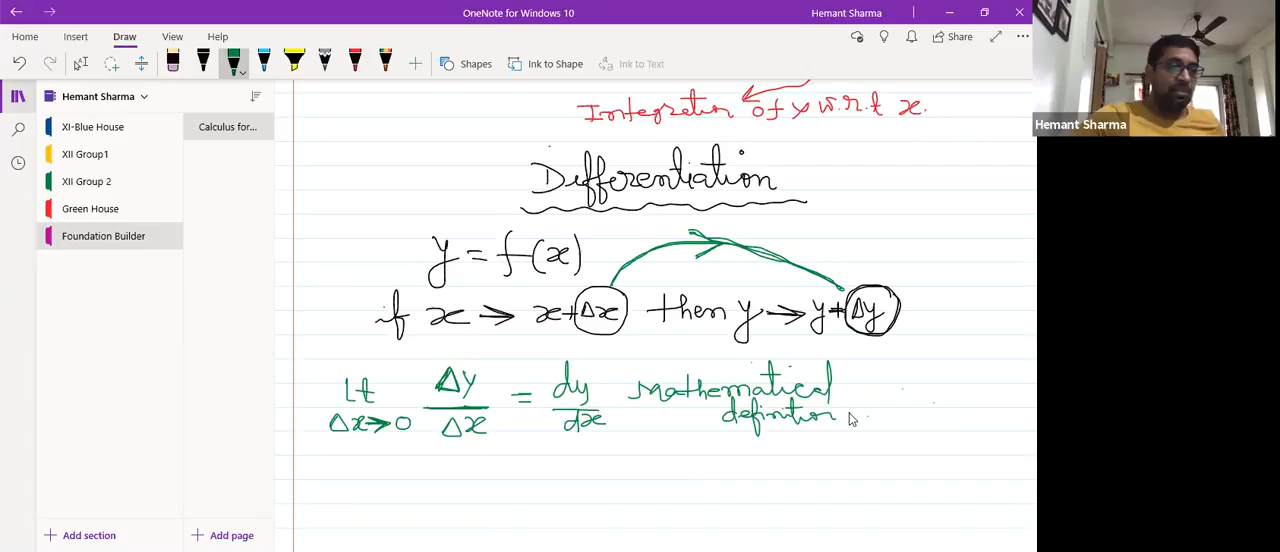 OneNote for Windows 10
Hemant Sharma
Home Insert Draw View Help
Share
Shapes
Ink to Shape
Ink to Text
Hemant Sharma
XI-Blue House
XII Group1
XII Group 2
Green House
Foundation Builder
Calculus for...
Add section
Add page
Integration of y w.r.t x.
Differentiation
y = f(x)
if x → x+Δx then y → y+Δy
Lt Δx→0 Δy/Δx = dy/dx Mathematical
definition
Hemant Sharma